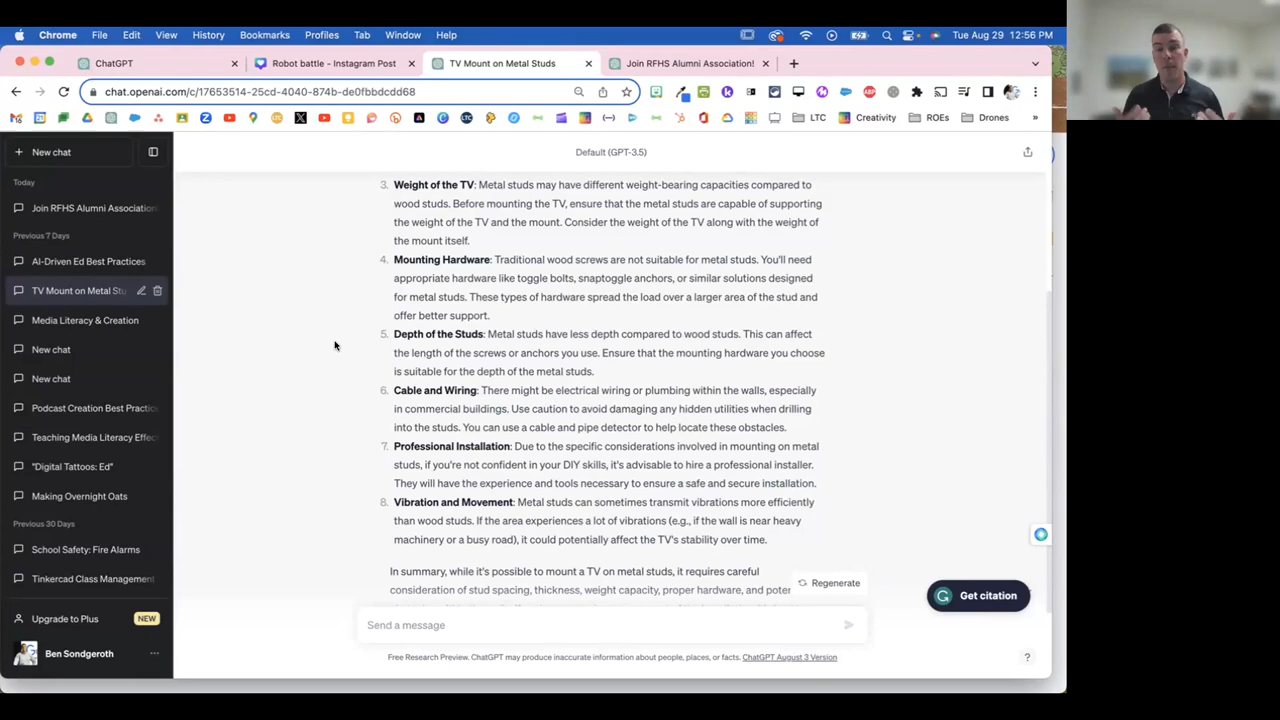 Chrome File Edit View History Bookmarks Profiles Tab Window Help Tue Aug 29 12:56 PM
ChatGPT
Robot battle - Instagram Post
TV Mount on Metal Studs
Join RFHS Alumni Association!
chat.openai.com/c/17653514-25cd-4040-874b-de0fbbdcdd68
LTC Creativity ROEs Drones »
New chat
Today
Join RFHS Alumni Association
Previous 7 Days
AI-Driven Ed Best Practices
TV Mount on Metal Stu
Media Literacy & Creation
New chat
New chat
Podcast Creation Best Practic
Teaching Media Literacy Effec
"Digital Tattoos: Ed"
Making Overnight Oats
Previous 30 Days
School Safety: Fire Alarms
Tinkercad Class Management
Upgrade to Plus NEW
Ben Sondgeroth
Default (GPT-3.5)
3. Weight of the TV: Metal studs may have different weight-bearing capacities compared to
wood studs. Before mounting the TV, ensure that the metal studs are capable of supporting
the weight of the TV and the mount. Consider the weight of the TV along with the weight of
the mount itself.
4. Mounting Hardware: Traditional wood screws are not suitable for metal studs. You'll need
appropriate hardware like toggle bolts, snaptoggle anchors, or similar solutions designed
for metal studs. These types of hardware spread the load over a larger area of the stud and
offer better support.
5. Depth of the Studs: Metal studs have less depth compared to wood studs. This can affect
the length of the screws or anchors you use. Ensure that the mounting hardware you choose
is suitable for the depth of the metal studs.
6. Cable and Wiring: There might be electrical wiring or plumbing within the walls, especially
in commercial buildings. Use caution to avoid damaging any hidden utilities when drilling
into the studs. You can use a cable and pipe detector to help locate these obstacles.
7. Professional Installation: Due to the specific considerations involved in mounting on metal
studs, if you're not confident in your DIY skills, it's advisable to hire a professional installer.
They will have the experience and tools necessary to ensure a safe and secure installation.
8. Vibration and Movement: Metal studs can sometimes transmit vibrations more efficiently
than wood studs. If the area experiences a lot of vibrations (e.g., if the wall is near heavy
machinery or a busy road), it could potentially affect the TV's stability over time.
In summary, while it's possible to mount a TV on metal studs, it requires careful
consideration of stud spacing, thickness, weight capacity, proper hardware, and poten
Regenerate
Get citation
Send a message
Free Research Preview. ChatGPT may produce inaccurate information about people, places, or facts. ChatGPT August 3 Version
?